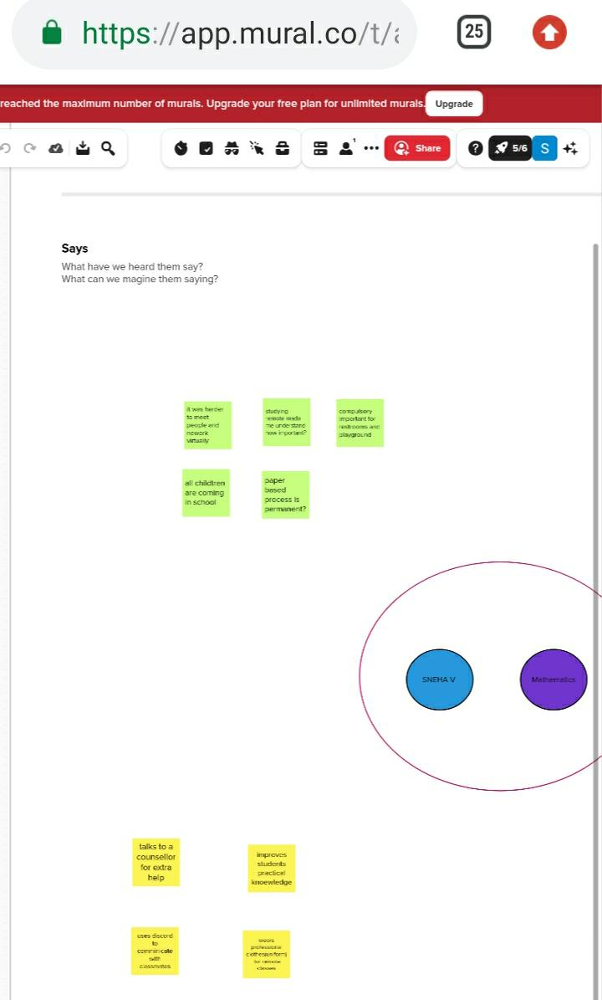 https://app.mural.co/t/
25
reached the maximum number of murals. Upgrade your free plan for unlimited murals.
Upgrade
1
Share
?
5/6
S
Says
What have we heard them say?
What can we magine them saying?
it was harder
to meet
people and
nework
virtually
studying
remote made
me understand
how important?
compulsory
important for
restrooms and
playground
all childtren
are coming
in school
paper
based
process is
permanent?
SNEHA V
Mathematics
talks to a
counsellor
for extra
help
improves
students
practical
knoewledge
uses discord
to
comminicate
with
classmates
wears
professional
clothes(un form)
for remote
classes